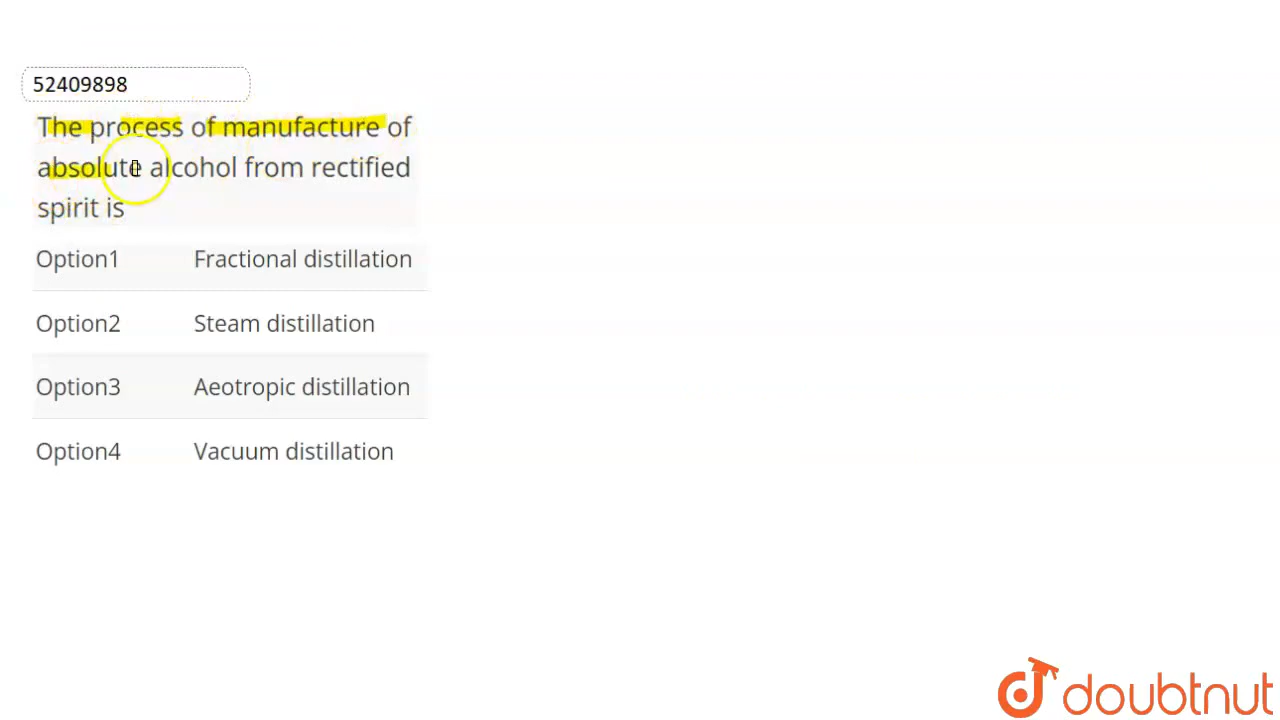 52409898
The process of manufacture of
absolute alcohol from rectified
spirit is
Option1 Fractional distillation
Option2 Steam distillation
Option3 Aeotropic distillation
Option4 Vacuum distillation
doubtnut